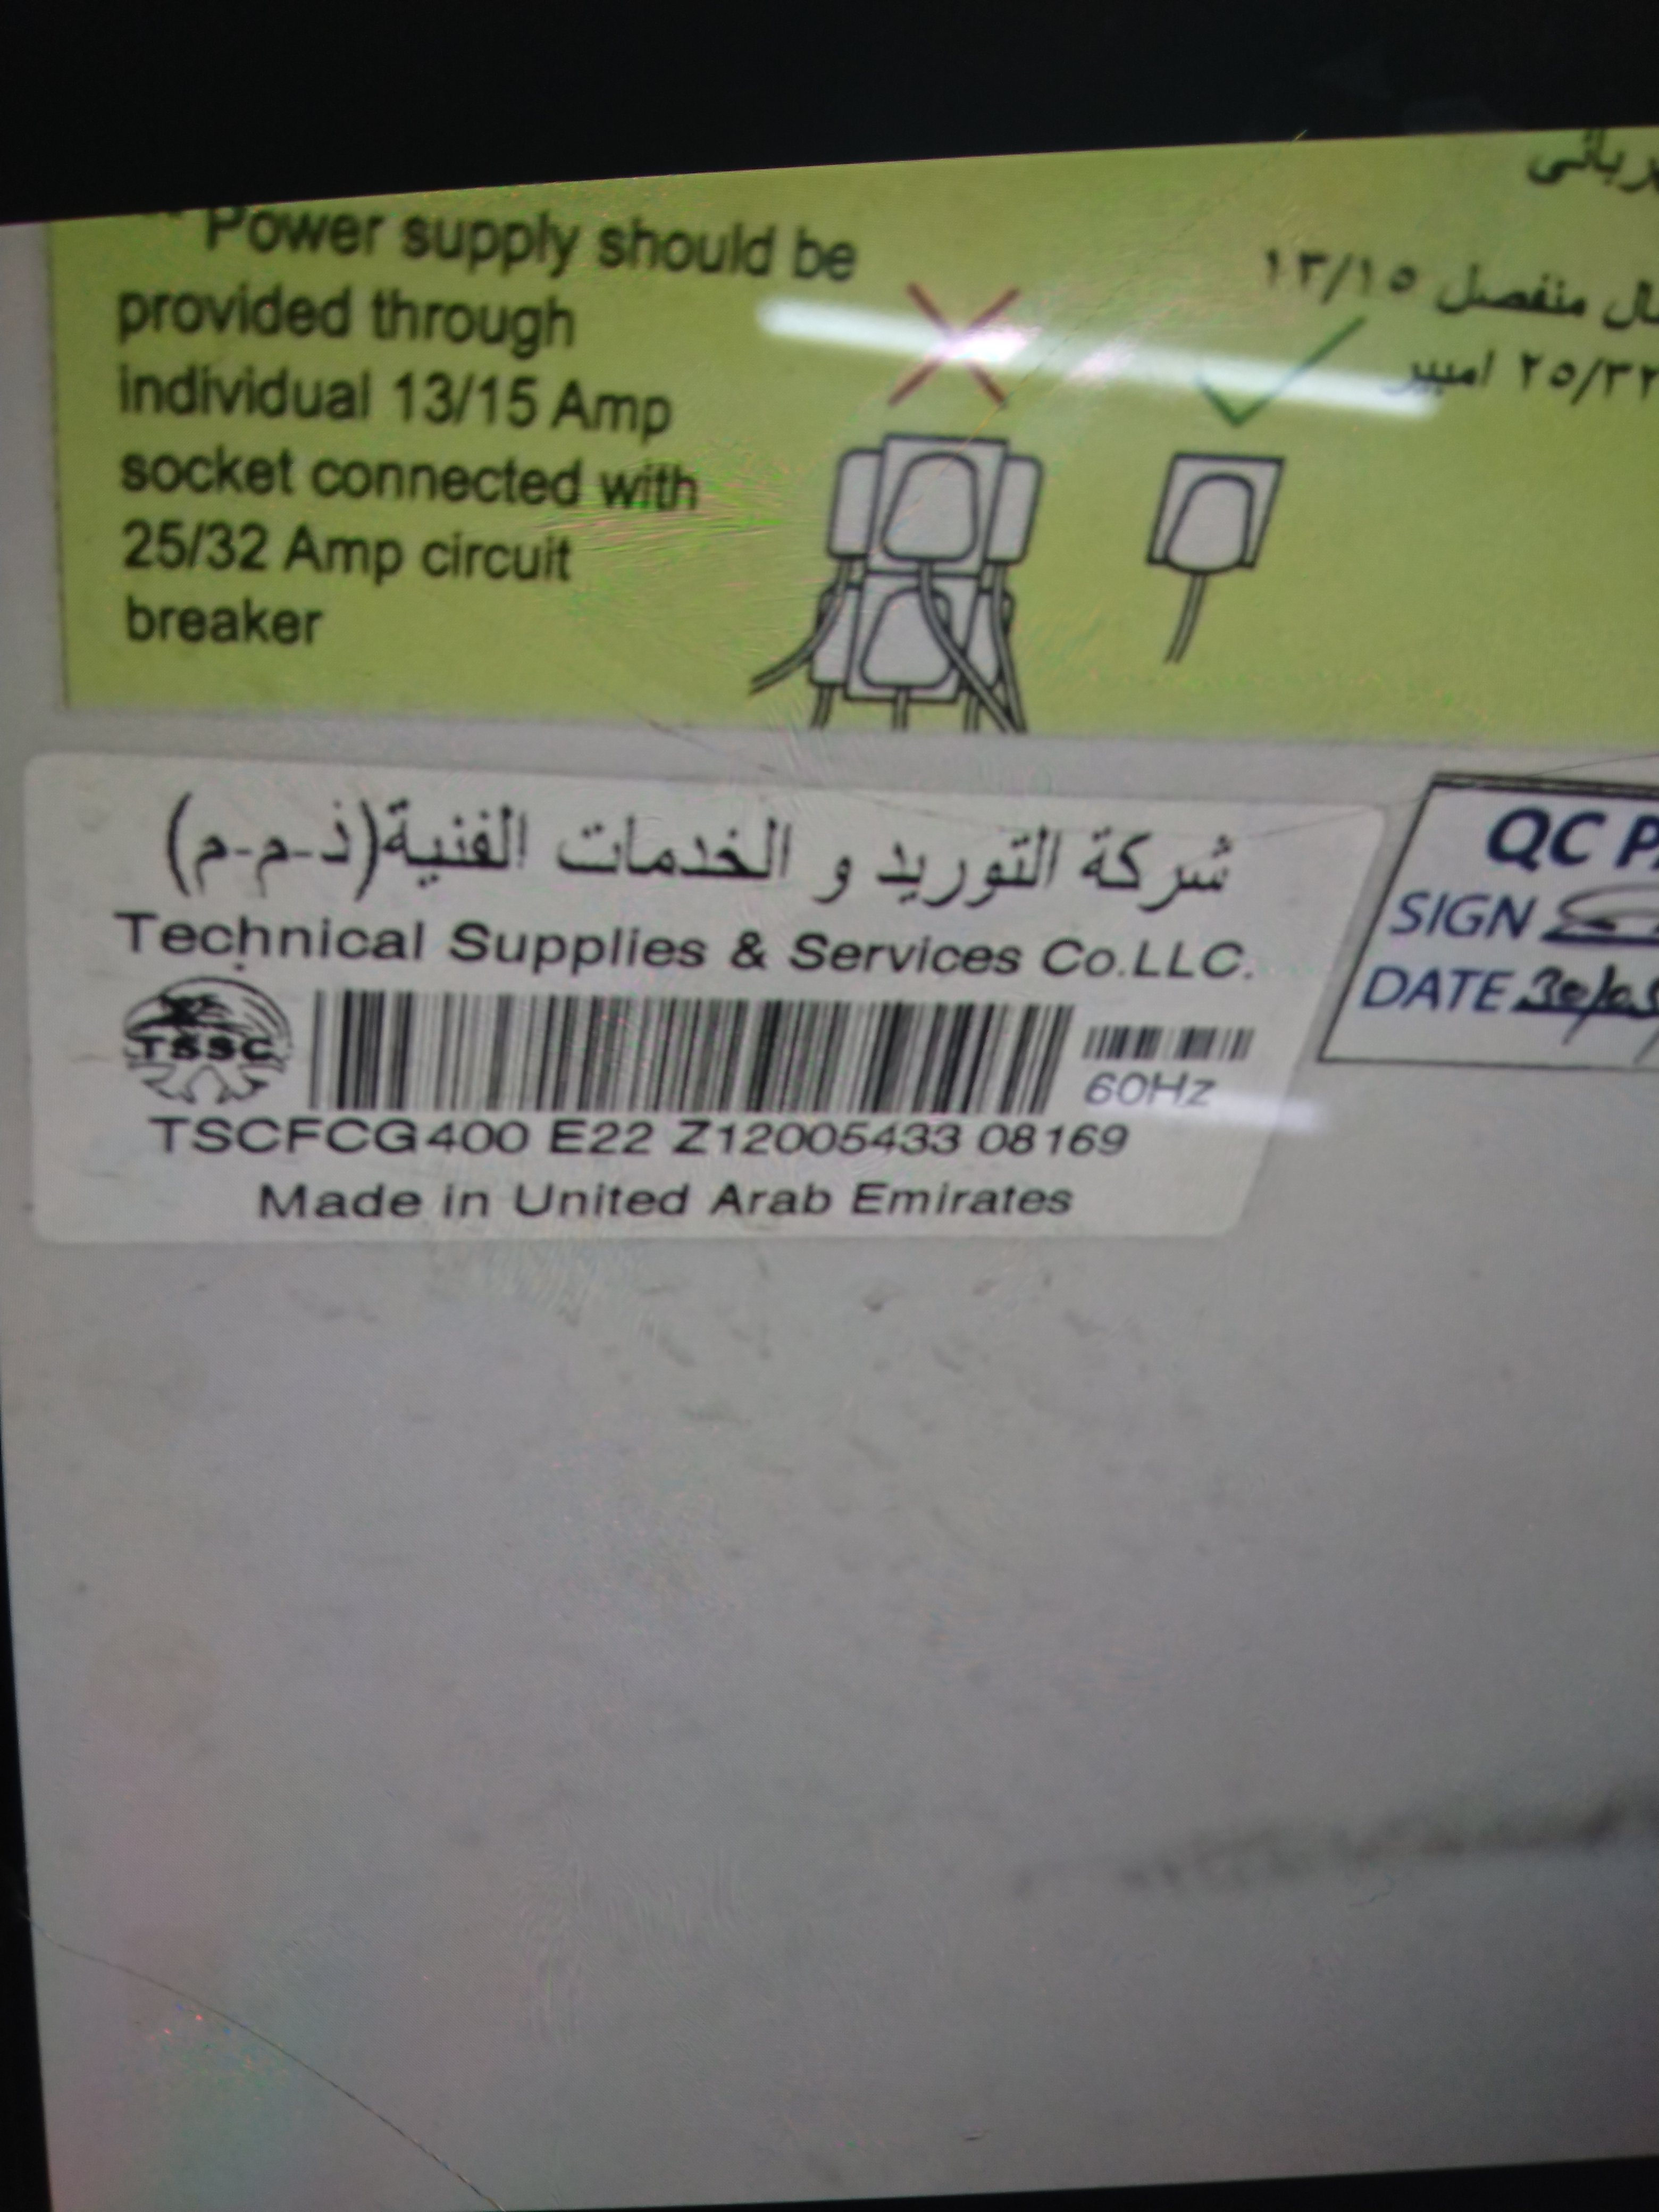 Power supply should be
provided through
individual 13/15 Amp
socket connected with
25/32 Amp circuit
breaker
منفصل ١٣/١٥
٢٥/٣٢ امبير
شركة التوريد و الخدمات الفنية(ذ-م-م)
Technical Supplies & Services Co.LLC.
TSSC
60Hz
TSCFCG400 E22 Z12005433 08169
Made in United Arab Emirates
QC
SIGN
DATE